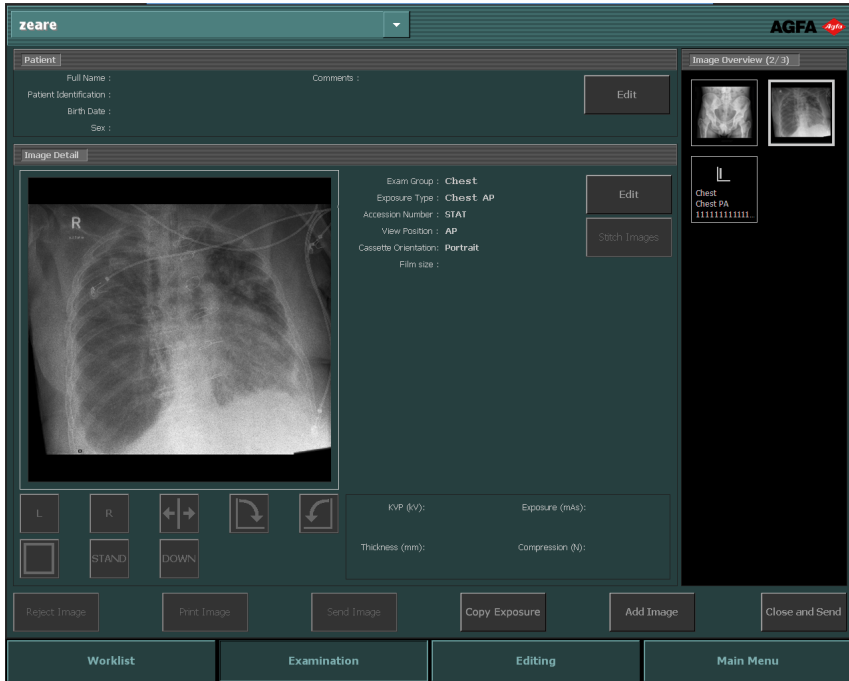 zeare
AGFA Agfa
Patient
Full Name :
Comments :
Patient Identification :
Birth Date :
Sex :
Edit
Image Overview (2/3)
Image Detail
R
Exam Group : Chest
Exposure Type : Chest AP
Accession Number : STAT
View Position : AP
Cassette Orientation: Portrait
Film size :
Edit
Stitch Images
L
Chest
Chest PA
111111111111...
L
R
STAND
DOWN
KVP (kV):
Exposure (mAs):
Thickness (mm):
Compression (N):
Reject Image
Print Image
Send Image
Copy Exposure
Add Image
Close and Send
Worklist
Examination
Editing
Main Menu